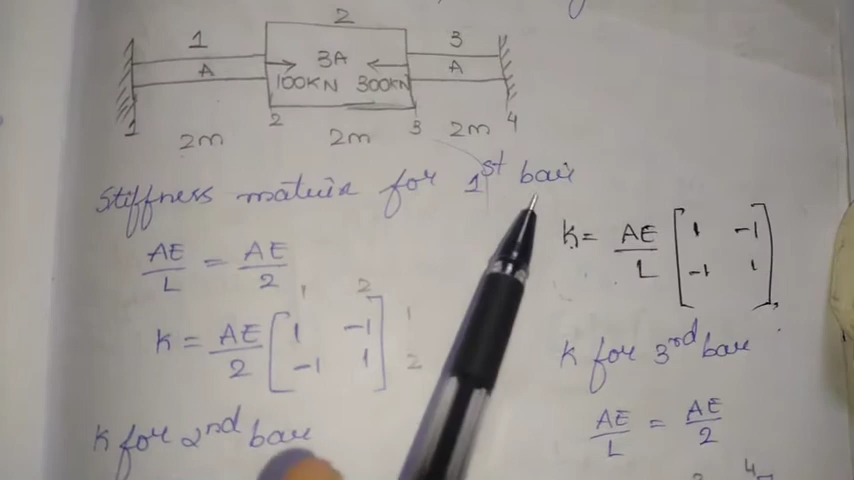 2
1
3
3A
A
A
100KN
300KN
1
2
3
4
2m
2m
2m
Stiffness matrix for 1st bar
AE/L = AE/2
1 2
K = AE/2 [ 1 -1 ] 1
[ -1 1 ] 2
K for 2nd bar
K = AE/L [ 1 -1 ]
[ -1 1 ],
K for 3rd bar
AE/L = AE/2
4